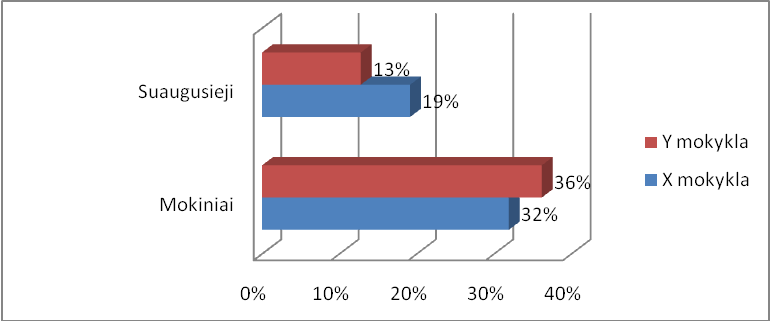 Suaugusieji
13%
19%
Mokiniai
36%
32%
0% 10% 20% 30% 40%
Y mokykla
X mokykla